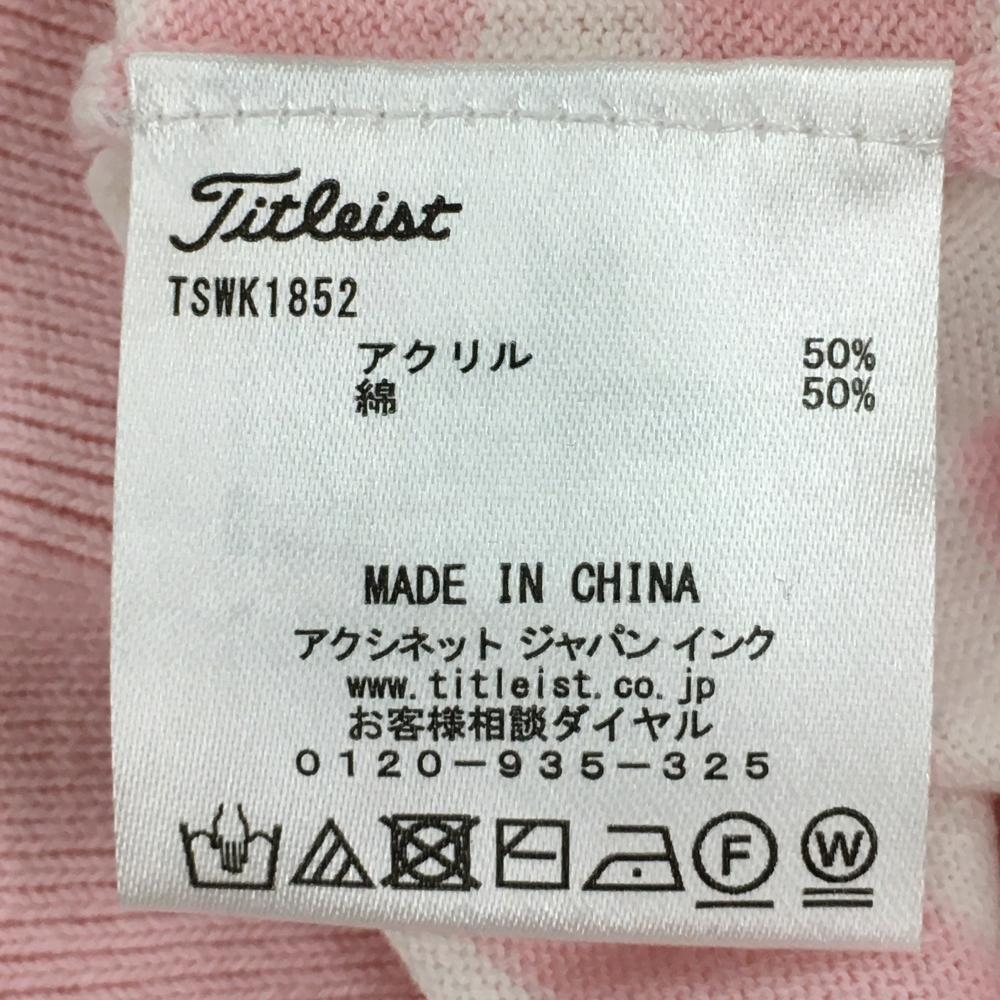 Titleist
TSWK1852
アクリル 50%
綿 50%
MADE IN CHINA
アクシネット ジャパン インク
www.titleist.co.jp
お客様相談ダイヤル
0120-935-325
F W